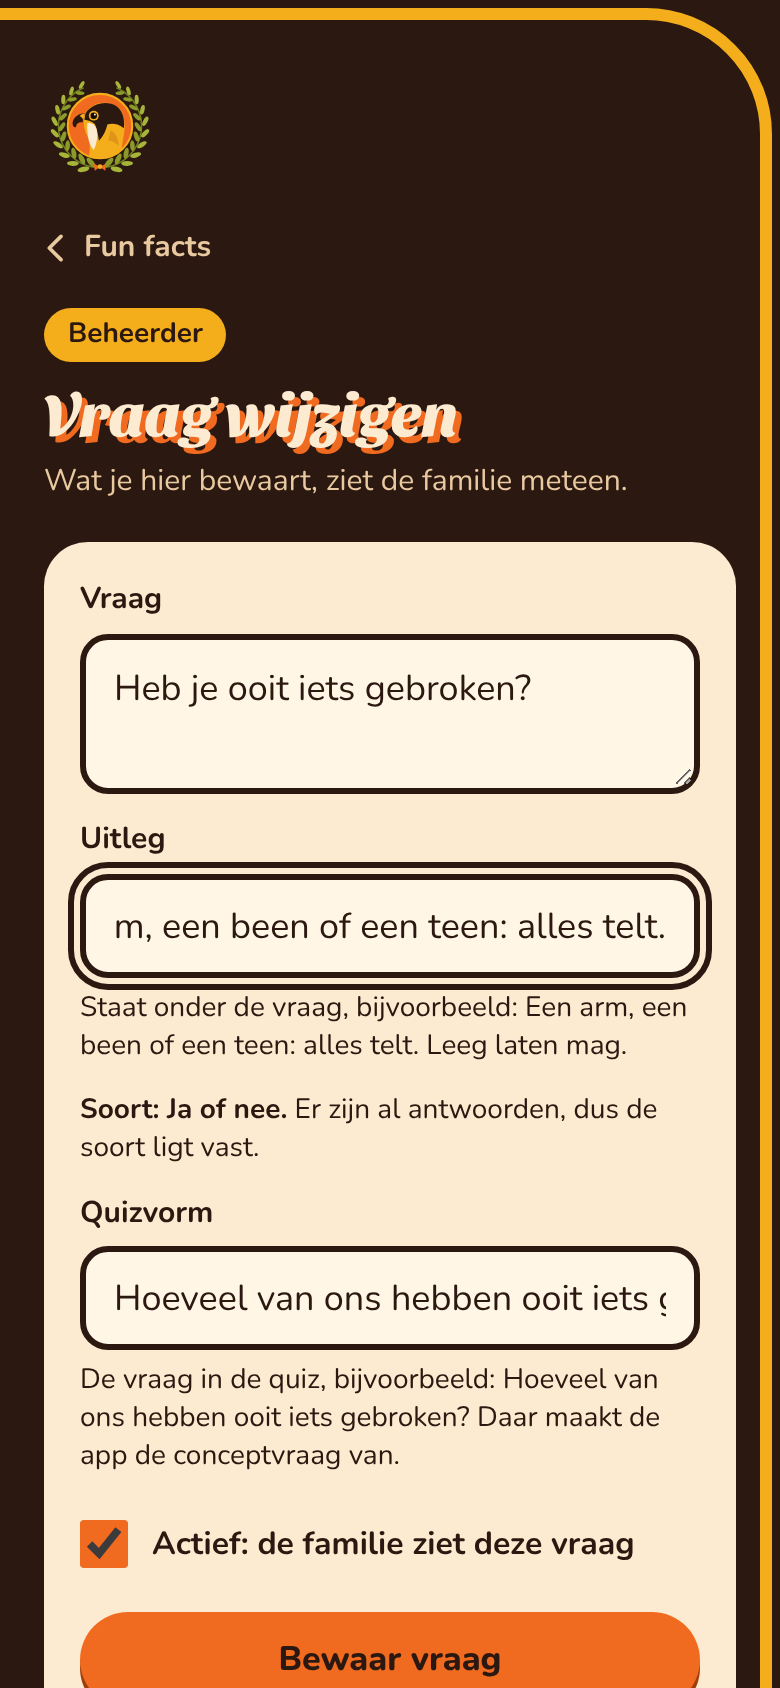 Fun facts
Beheerder
Vraag wijzigen
Wat je hier bewaart, ziet de familie meteen.
Vraag
Heb je ooit iets gebroken?
Uitleg
m, een been of een teen: alles telt.
Staat onder de vraag, bijvoorbeeld: Een arm, een
been of een teen: alles telt. Leeg laten mag.
Soort: Ja of nee. Er zijn al antwoorden, dus de
soort ligt vast.
Quizvorm
Hoeveel van ons hebben ooit iets
De vraag in de quiz, bijvoorbeeld: Hoeveel van
ons hebben ooit iets gebroken? Daar maakt de
app de conceptvraag van.
Actief: de familie ziet deze vraag
Bewaar vraag